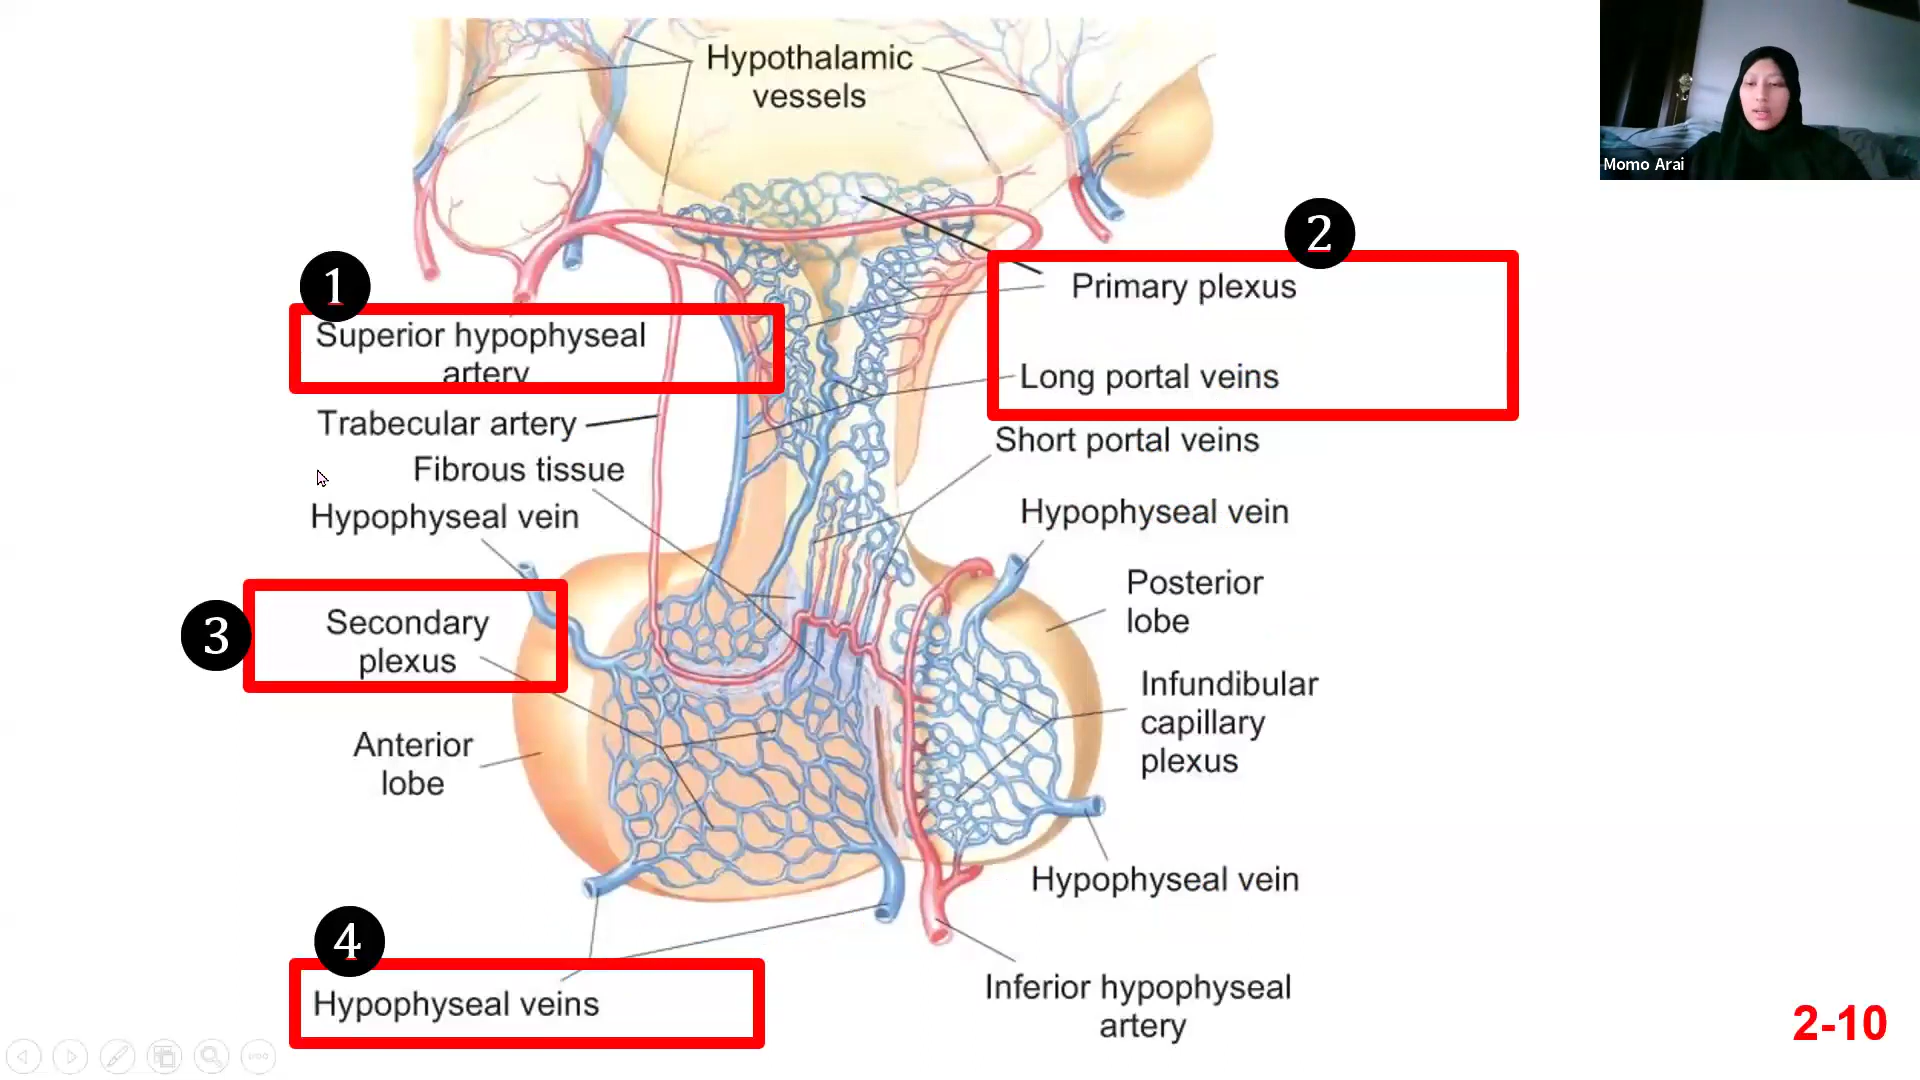 Hypothalamic
vessels
Momo Arai
2
1
Primary plexus
Superior hypophyseal
artery
Long portal veins
Trabecular artery
Short portal veins
Fibrous tissue
Hypophyseal vein
Hypophyseal vein
3
Secondary
plexus
Posterior
lobe
Infundibular
capillary
plexus
Anterior
lobe
Hypophyseal vein
4
Hypophyseal veins
Inferior hypophyseal
artery
2-10